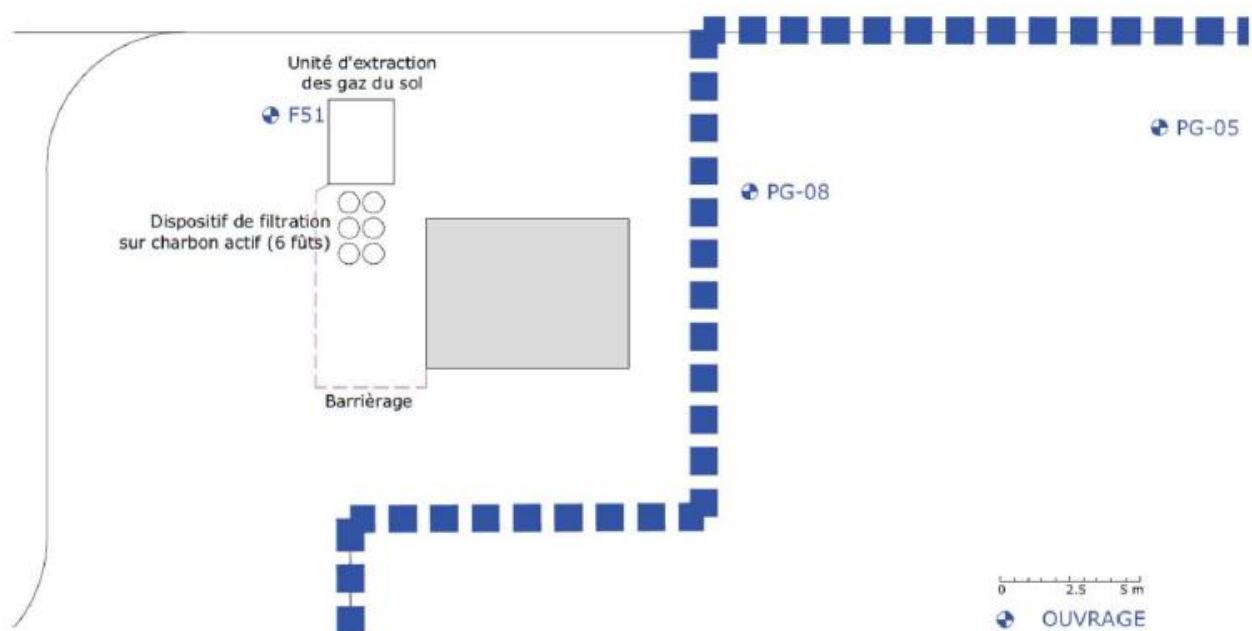 Unité d'extraction
des gaz du sol
F51
PG-05
PG-08
Dispositif de filtration
sur charbon actif (6 fûts)
Barrièrage
0 2.5 5 m
OUVRAGE